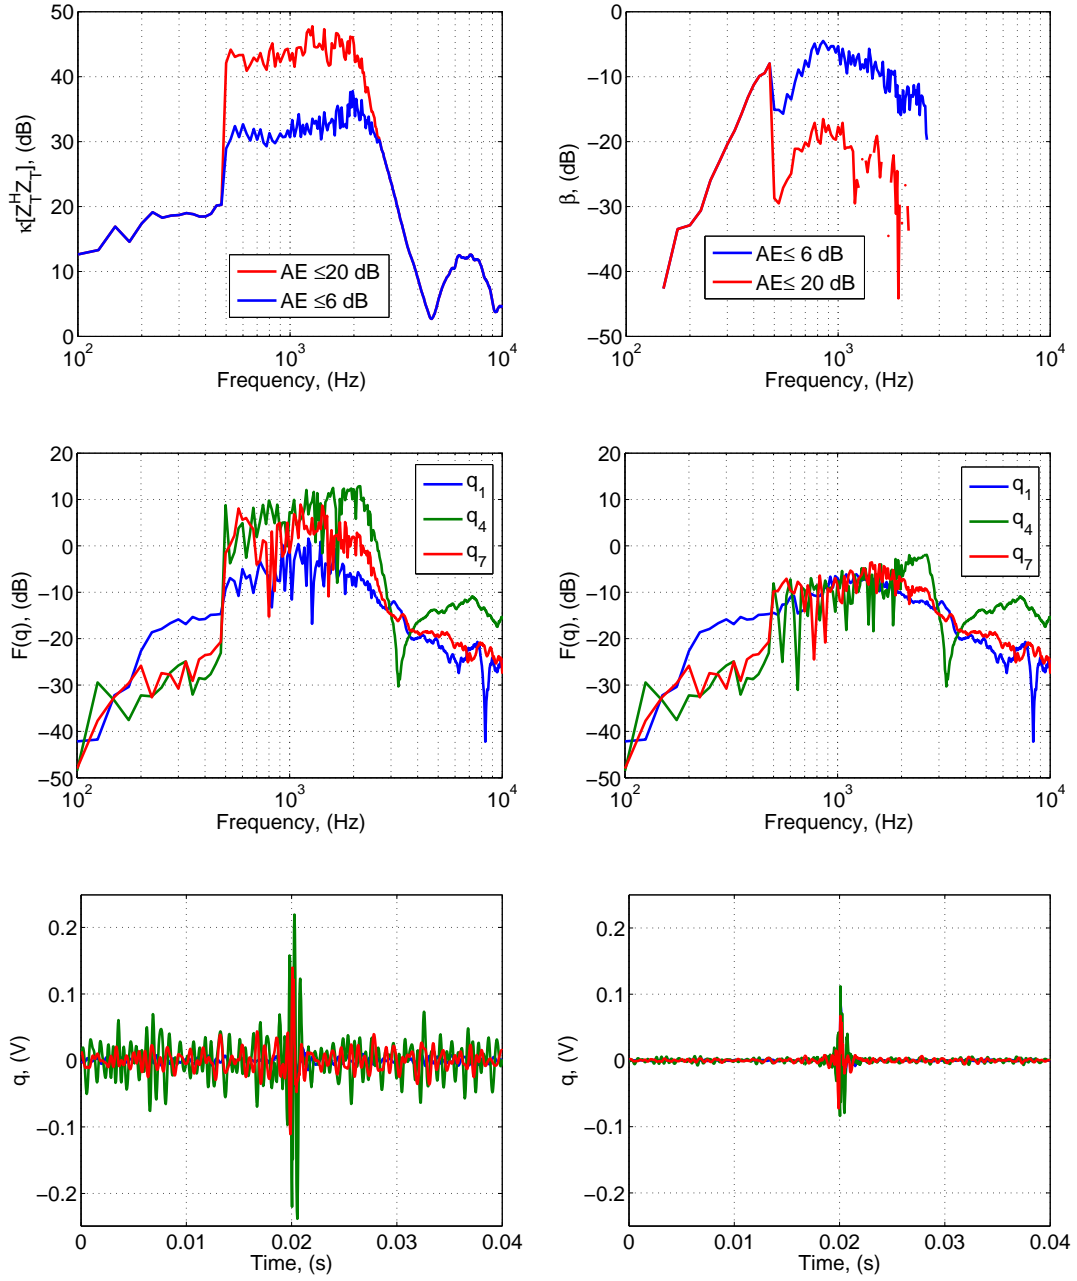 50
40
30
20
10
0
κ[Z_T^H Z_T], (dB)
AE ≤20 dB
AE ≤6 dB
10^2
10^3
10^4
Frequency, (Hz)
0
−10
−20
−30
−40
−50
β, (dB)
AE≤ 6 dB
AE≤ 20 dB
10^2
10^3
10^4
Frequency, (Hz)
20
10
0
−10
−20
−30
−40
−50
F(q), (dB)
q_1
q_4
q_7
10^2
10^3
10^4
Frequency, (Hz)
20
10
0
−10
−20
−30
−40
−50
F(q), (dB)
q_1
q_4
q_7
10^2
10^3
10^4
Frequency, (Hz)
0.2
0.1
0
−0.1
−0.2
q, (V)
0
0.01
0.02
0.03
0.04
Time, (s)
0.2
0.1
0
−0.1
−0.2
q, (V)
0
0.01
0.02
0.03
0.04
Time, (s)